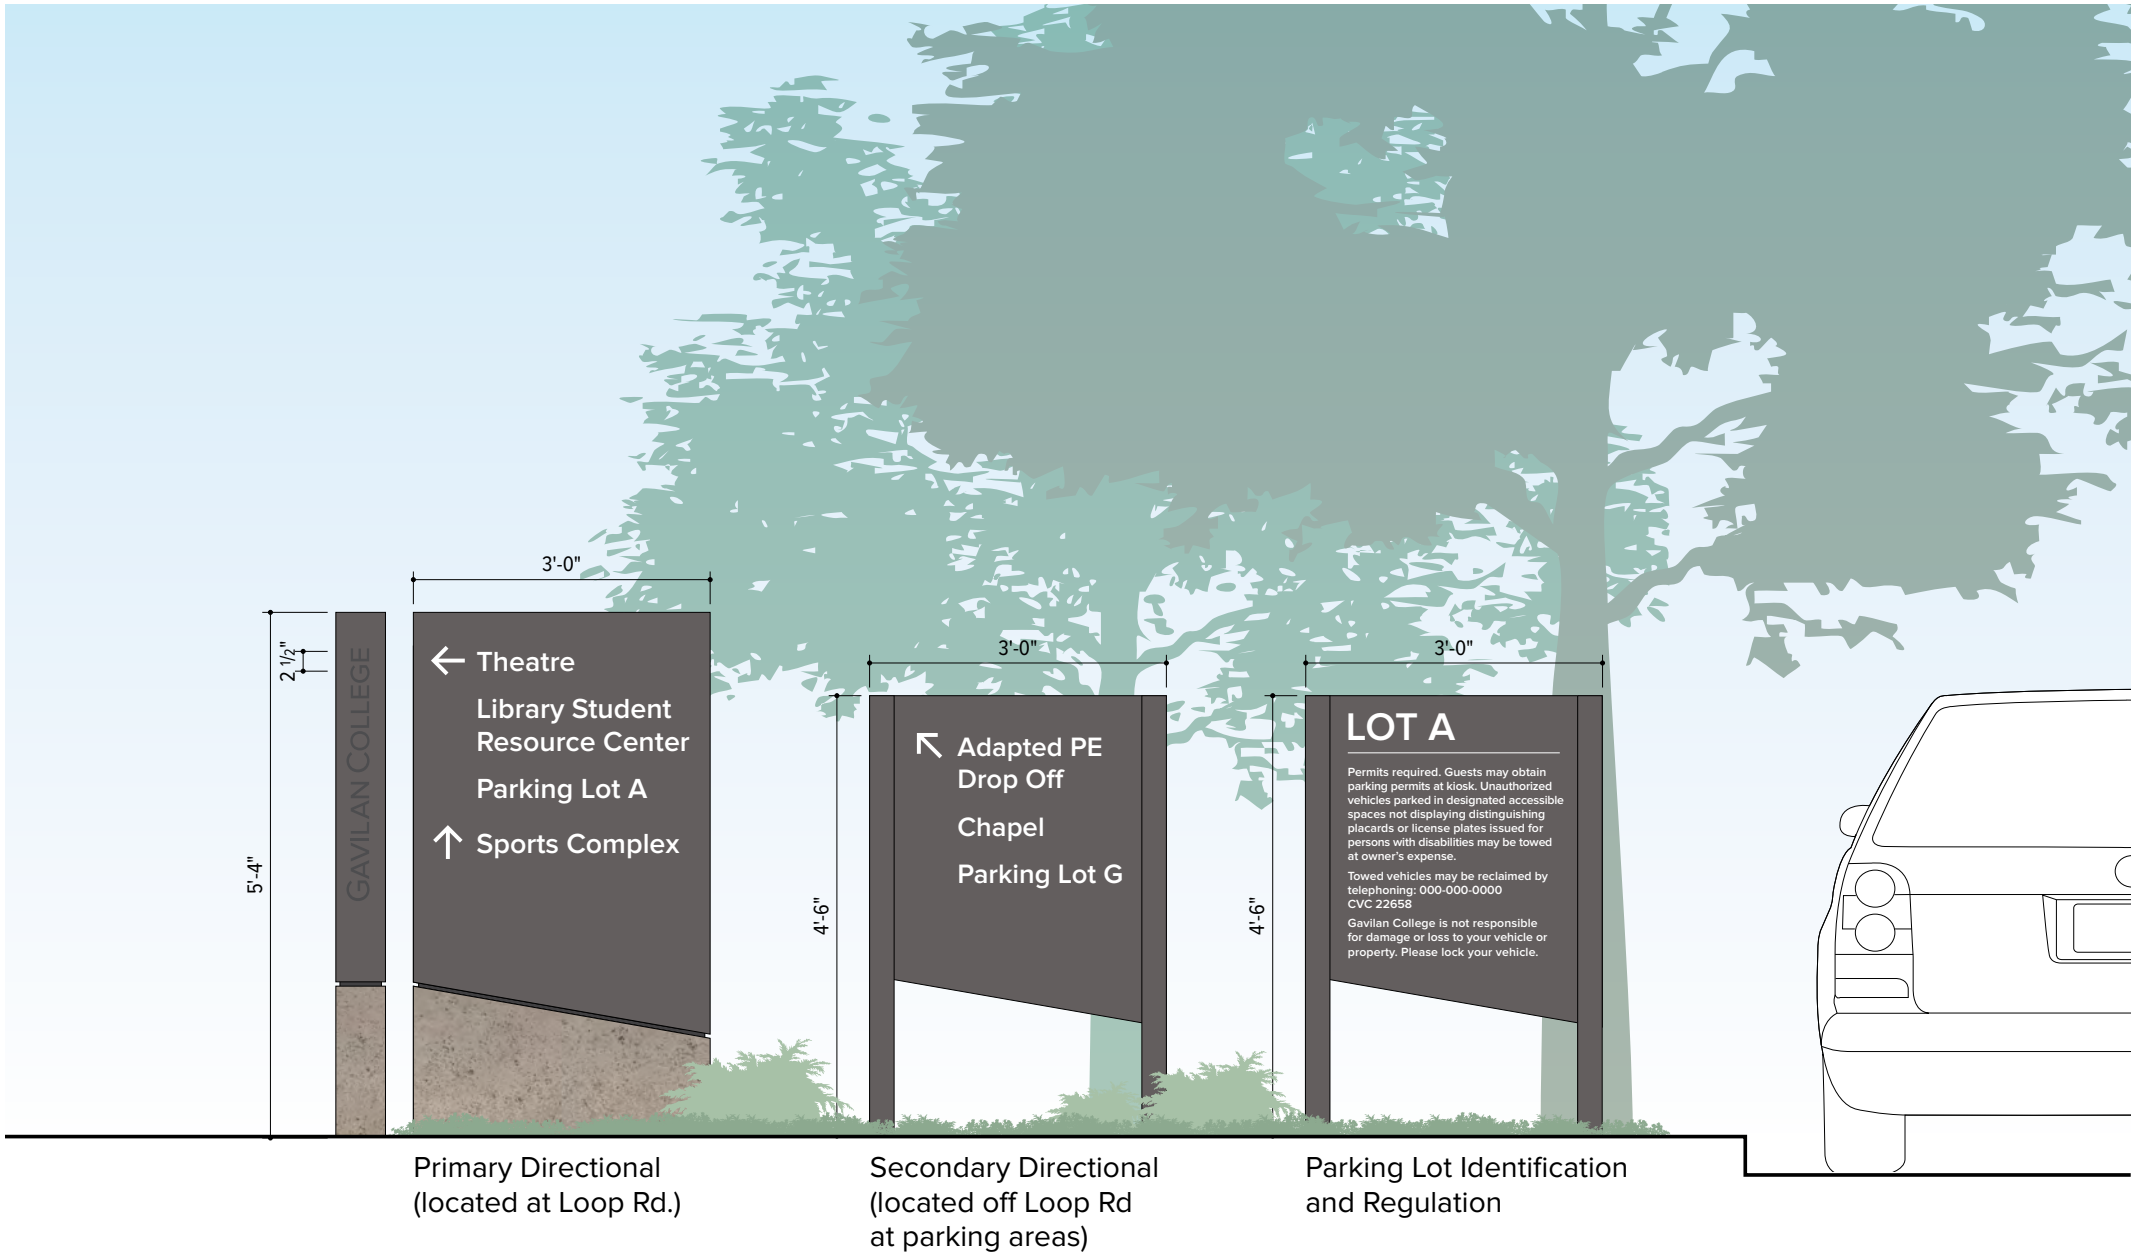 3'-0"
2 1/2"
5'-4"
GAVILAN COLLEGE
← Theatre
Library Student
Resource Center
Parking Lot A
↑ Sports Complex
3'-0"
4'-6"
↖ Adapted PE
Drop Off
Chapel
Parking Lot G
3'-0"
4'-6"
LOT A
Permits required. Guests may obtain
parking permits at kiosk. Unauthorized
vehicles parked in designated accessible
spaces not displaying distinguishing
placards or license plates issued for
persons with disabilities may be towed
at owner's expense.
Towed vehicles may be reclaimed by
telephoning: 000-000-0000
CVC 22658
Gavilan College is not responsible
for damage or loss to your vehicle or
property. Please lock your vehicle.
Primary Directional
(located at Loop Rd.)
Secondary Directional
(located off Loop Rd
at parking areas)
Parking Lot Identification
and Regulation